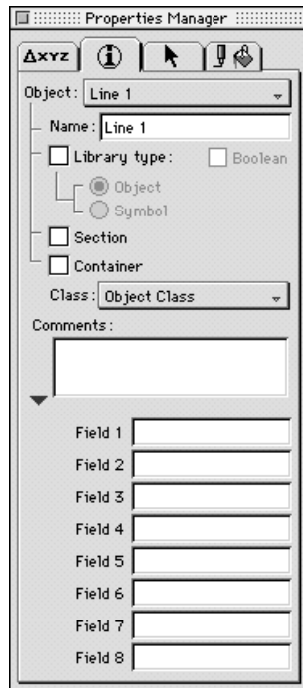 Properties Manager
Δxyz
Object: Line 1
Name: Line 1
Library type: Boolean
Object
Symbol
Section
Container
Class: Object Class
Comments:
Field 1
Field 2
Field 3
Field 4
Field 5
Field 6
Field 7
Field 8